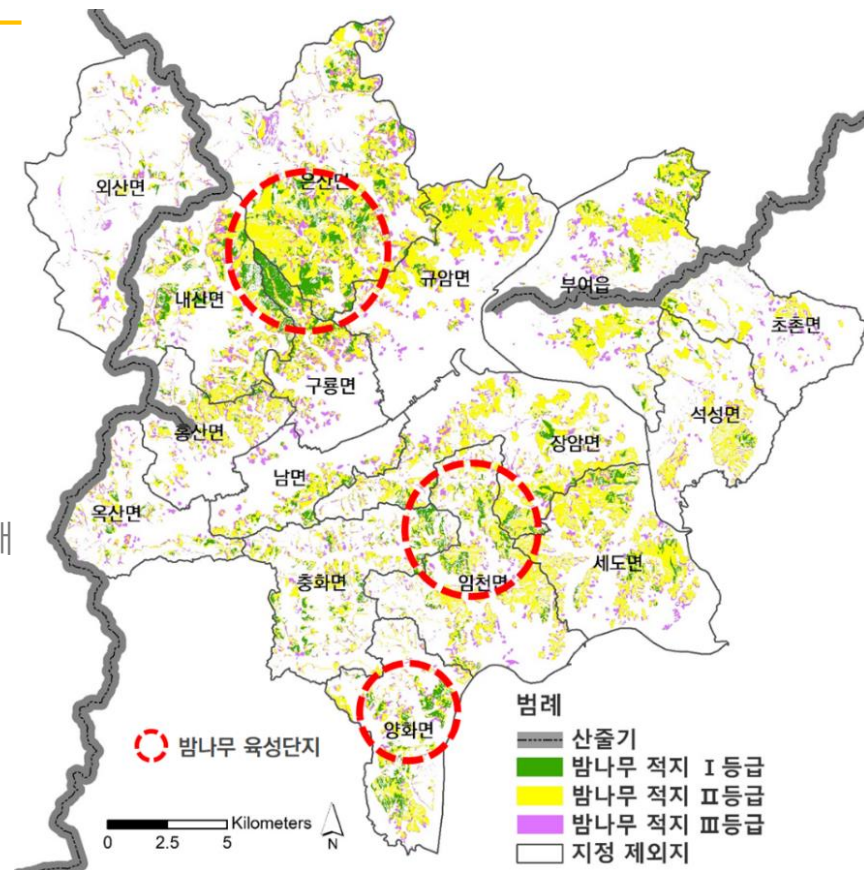 은산면
외산면
내산면
규암면
부여읍
초촌면
구룡면
석성면
홍산면
장암면
남면
옥산면
세도면
충화면
임천면
양화면
밤나무 육성단지
범례
산줄기
밤나무 적지 Ⅰ등급
밤나무 적지 Ⅱ등급
밤나무 적지 Ⅲ등급
지정 제외지
Kilometers
0 2.5 5
N